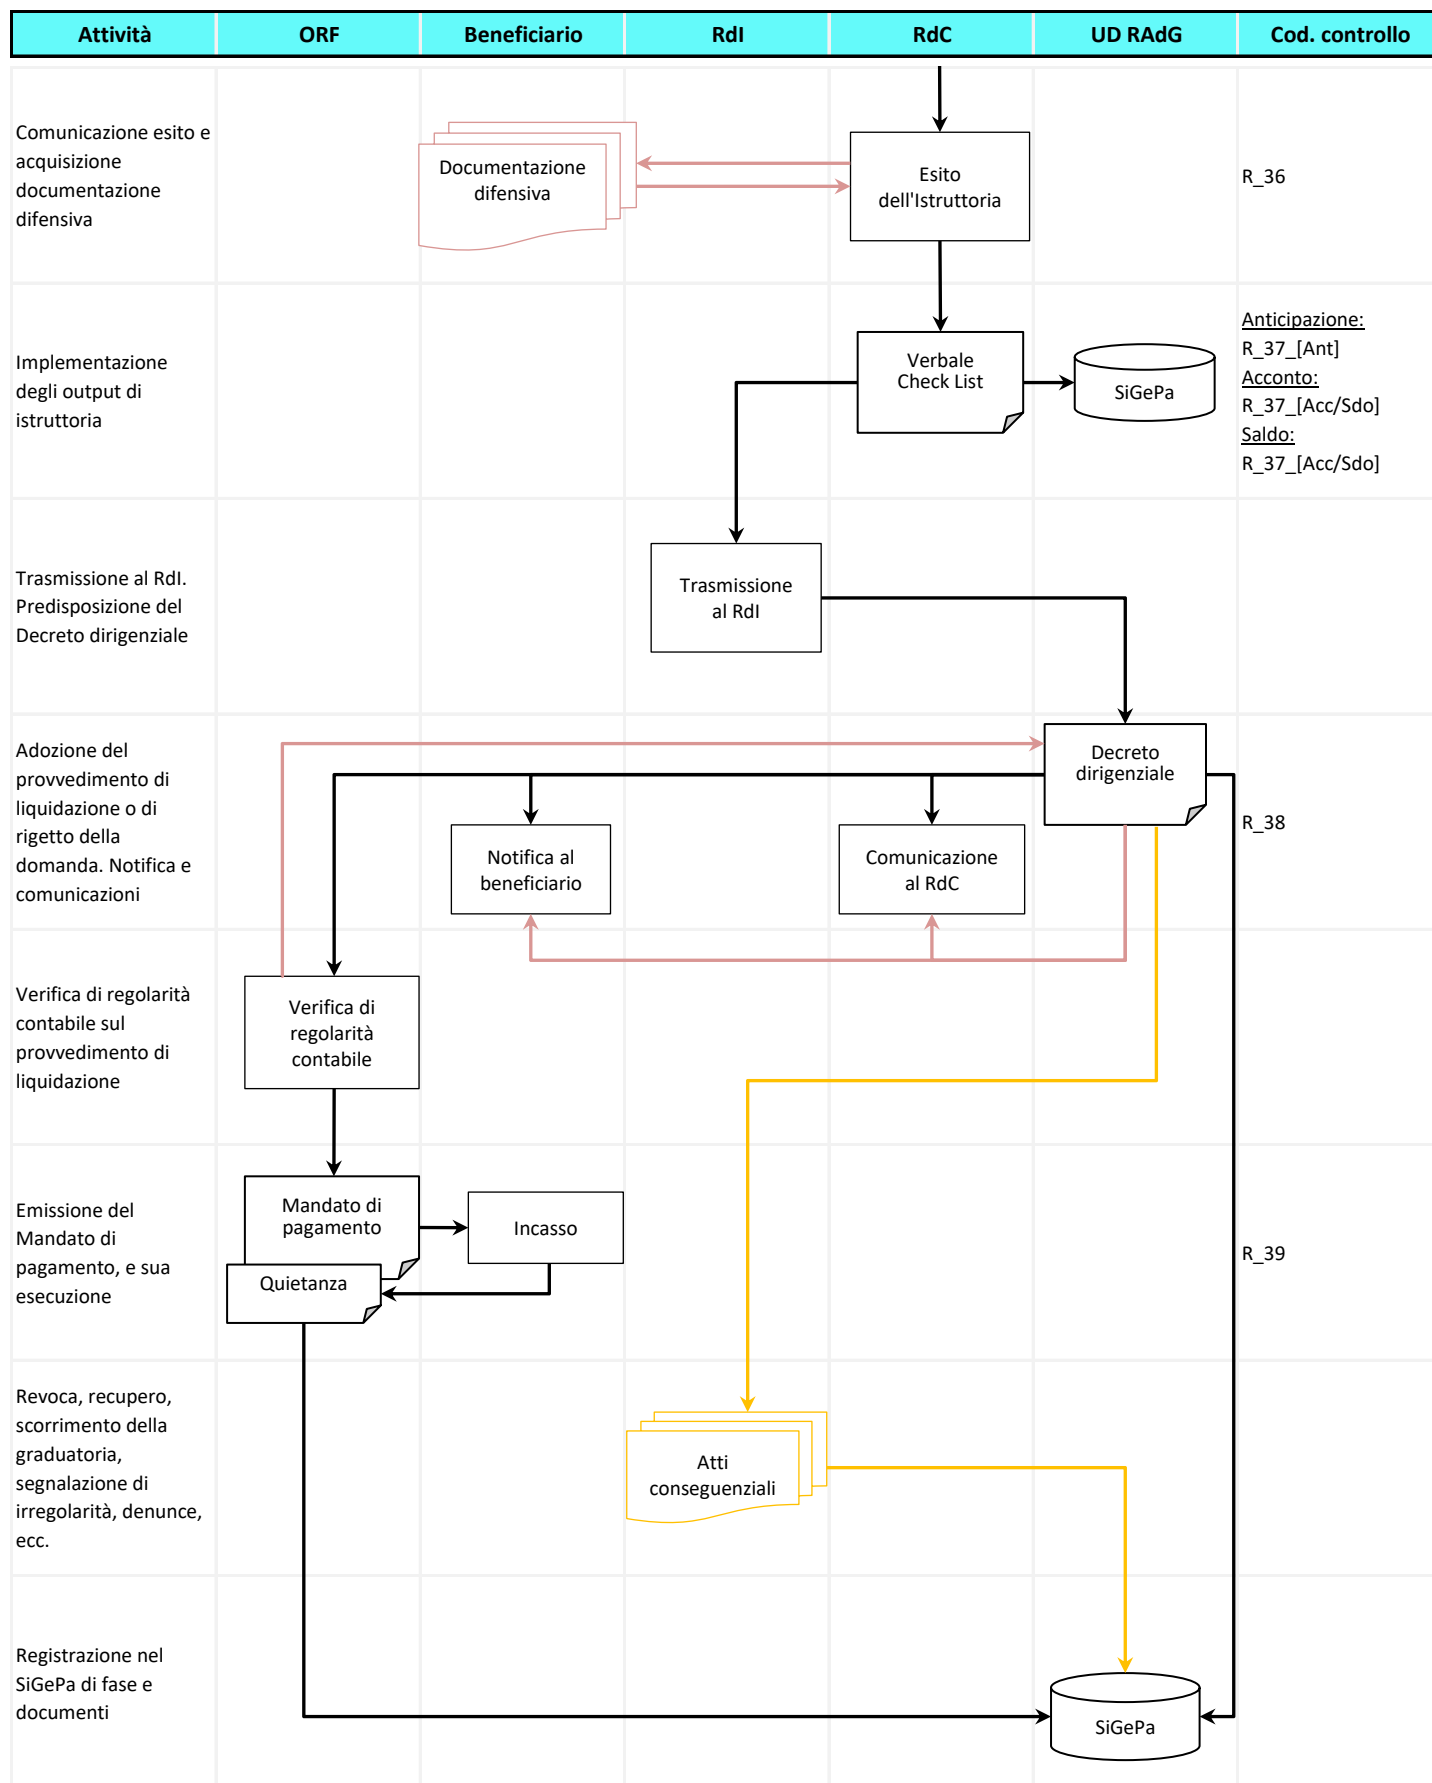 Attività
ORF
Beneficiario
RdI
RdC
UD RAdG
Cod. controllo
Comunicazione esito e
acquisizione
documentazione
difensiva
Documentazione
difensiva
Esito
dell'Istruttoria
R_36
Implementazione
degli output di
istruttoria
Verbale
Check List
SiGePa
Anticipazione:
R_37_[Ant]
Acconto:
R_37_[Acc/Sdo]
Saldo:
R_37_[Acc/Sdo]
Trasmissione al RdI.
Predisposizione del
Decreto dirigenziale
Trasmissione
al RdI
Adozione del
provvedimento di
liquidazione o di
rigetto della
domanda. Notifica e
comunicazioni
Notifica al
beneficiario
Comunicazione
al RdC
Decreto
dirigenziale
R_38
Verifica di regolarità
contabile sul
provvedimento di
liquidazione
Verifica di
regolarità
contabile
Emissione del
Mandato di
pagamento, e sua
esecuzione
Mandato di
pagamento
Quietanza
Incasso
R_39
Revoca, recupero,
scorrimento della
graduatoria,
segnalazione di
irregolarità, denunce,
ecc.
Atti
conseguenziali
Registrazione nel
SiGePa di fase e
documenti
SiGePa